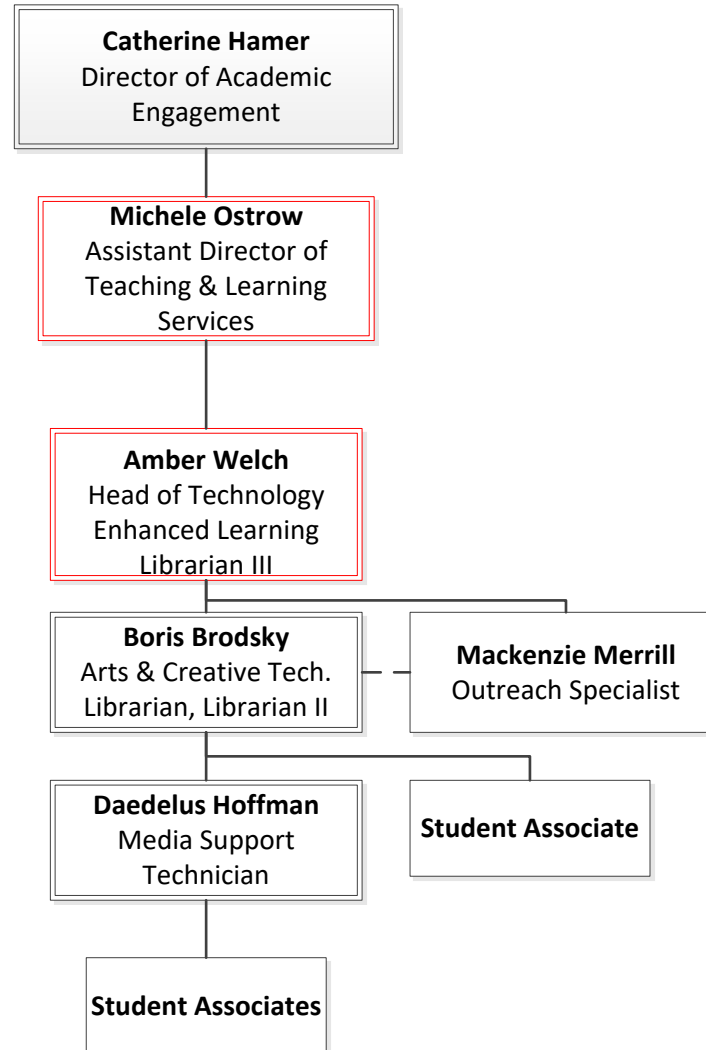 Catherine Hamer
Director of Academic
Engagement
Michele Ostrow
Assistant Director of
Teaching & Learning
Services
Amber Welch
Head of Technology
Enhanced Learning
Librarian III
Boris Brodsky
Arts & Creative Tech.
Librarian, Librarian II
Mackenzie Merrill
Outreach Specialist
Daedelus Hoffman
Media Support
Technician
Student Associate
Student Associates